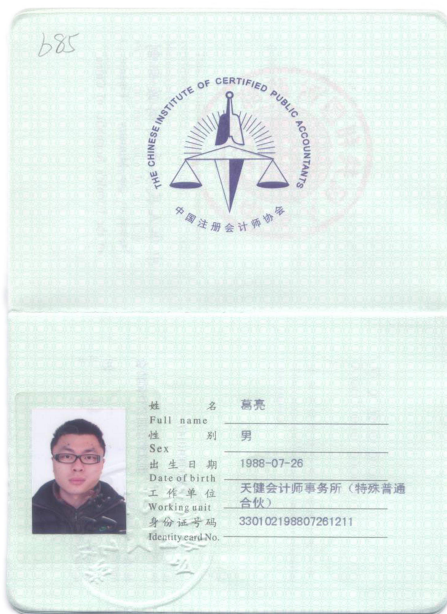 b85
THE CHINESE INSTITUTE OF CERTIFIED PUBLIC ACCOUNTANTS
中国注册会计师协会
姓 名 葛亮
Full name
性 别 男
Sex
出生日期 1988-07-26
Date of birth
工作单位 天健会计师事务所（特殊普通
Working unit 合伙）
身份证号码 330102198807261211
Identity card No.